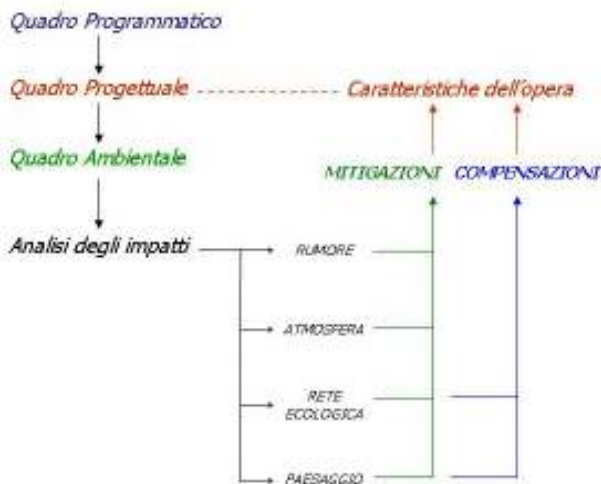 Quadro Programmatico
Quadro Progettuale
Caratteristiche dell'opera
Quadro Ambientale
MITIGAZIONI
COMPENSAZIONI
Analisi degli impatti
RUMORE
ATMOSFERA
RETE
ECOLOGICA
PAESAGGIO